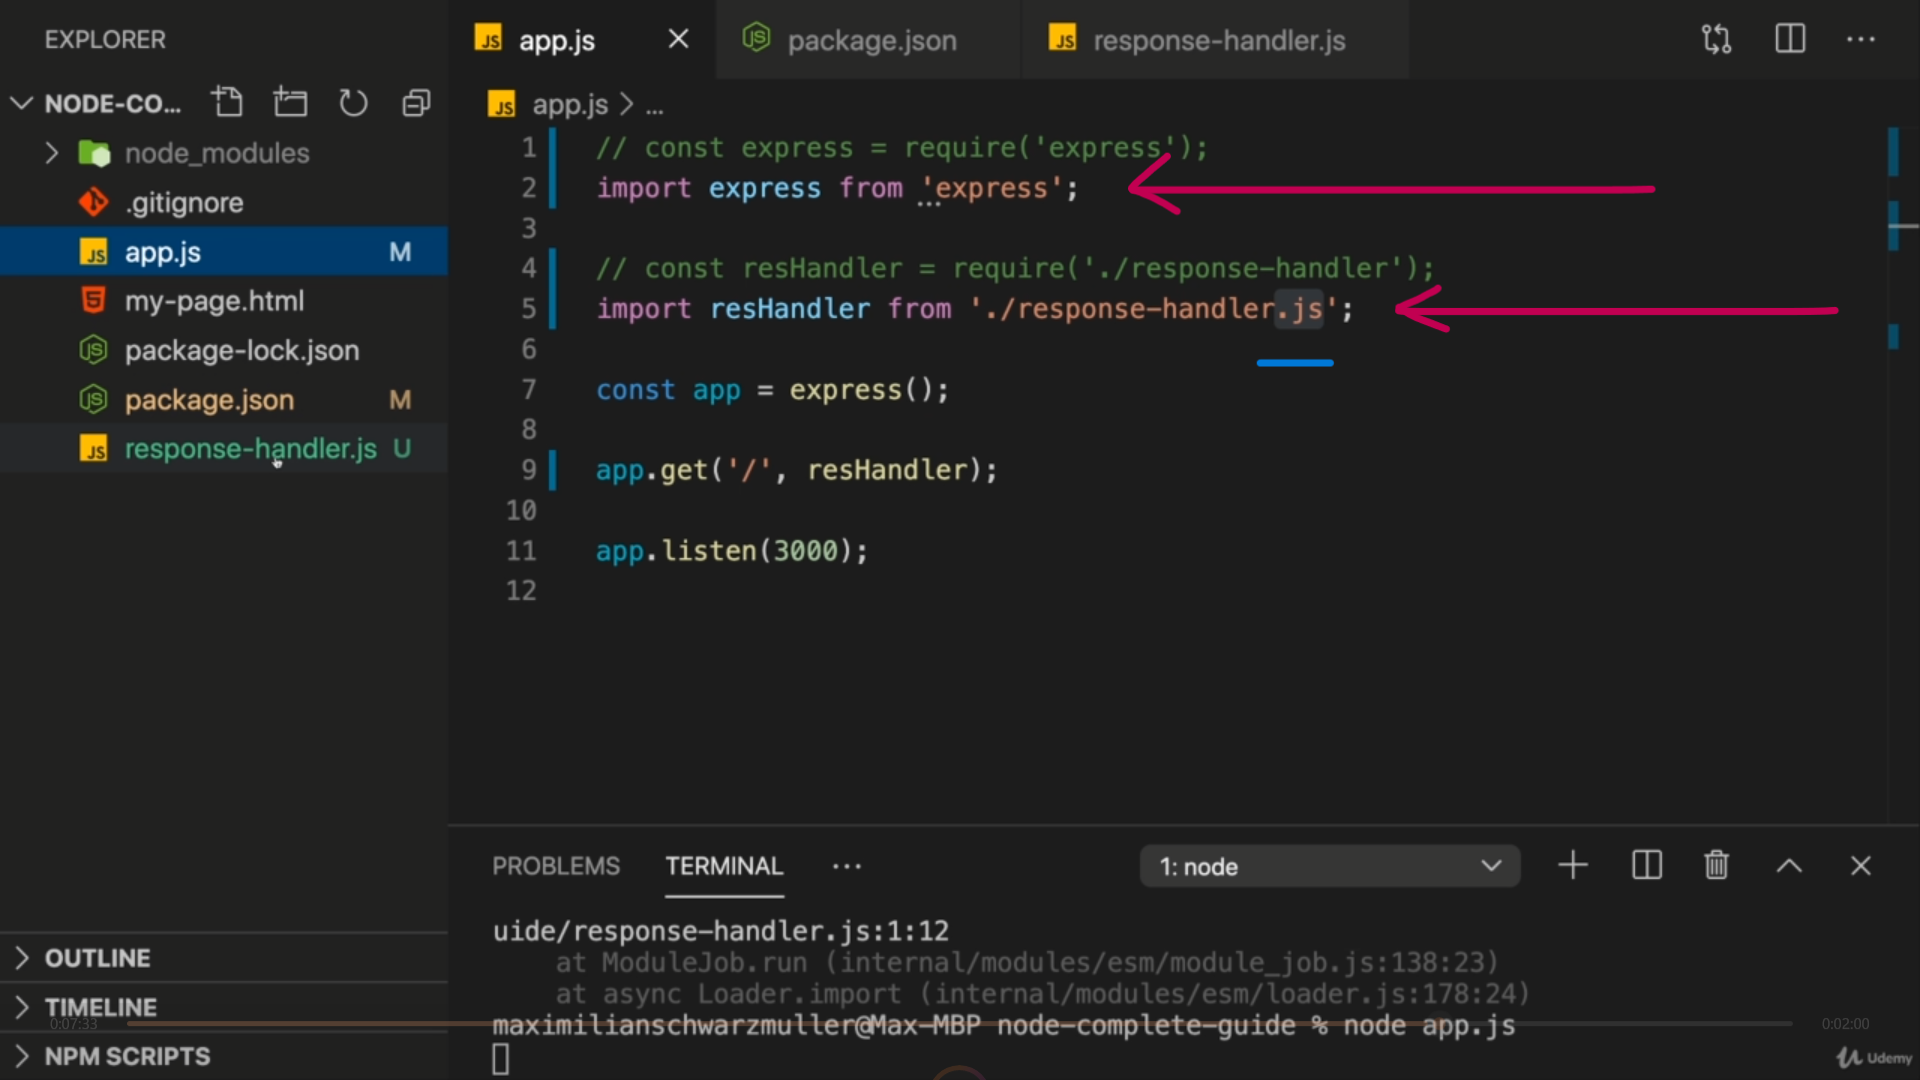 EXPLORER
NODE-CO...
node_modules
.gitignore
app.js M
my-page.html
package-lock.json
package.json M
response-handler.js U
OUTLINE
TIMELINE
NPM SCRIPTS
app.js
package.json
response-handler.js
app.js > ...
1 // const express = require('express');
2 import express from 'express';
3
4 // const resHandler = require('./response-handler');
5 import resHandler from './response-handler.js';
6
7 const app = express();
8
9 app.get('/', resHandler);
10
11 app.listen(3000);
12
PROBLEMS TERMINAL ... 1: node
uide/response-handler.js:1:12
at ModuleJob.run (internal/modules/esm/module_job.js:138:23)
at async Loader.import (internal/modules/esm/loader.js:178:24)
maximilianschwarzmuller@Max-MBP node-complete-guide % node app.js
0:07:33
0:02:00
Udemy